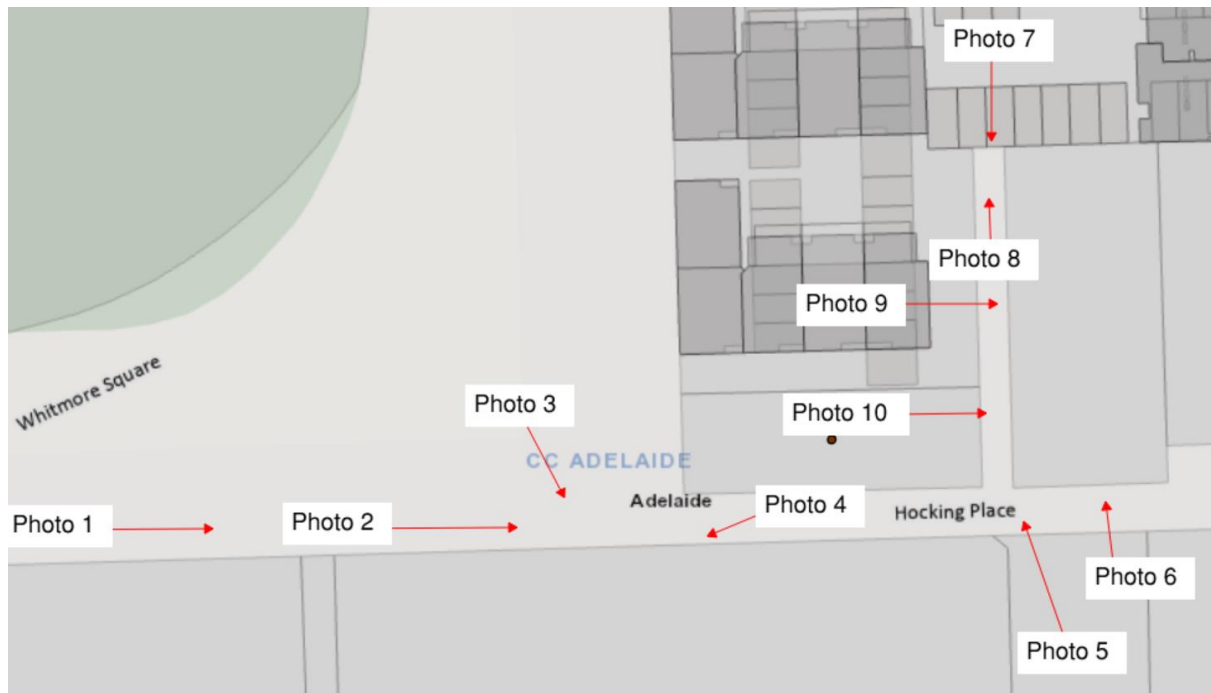 Photo 7
Photo 8
Photo 9
Whitmore Square
Photo 3
Photo 10
CC ADELAIDE
Adelaide
Photo 4
Hocking Place
Photo 1
Photo 2
Photo 6
Photo 5